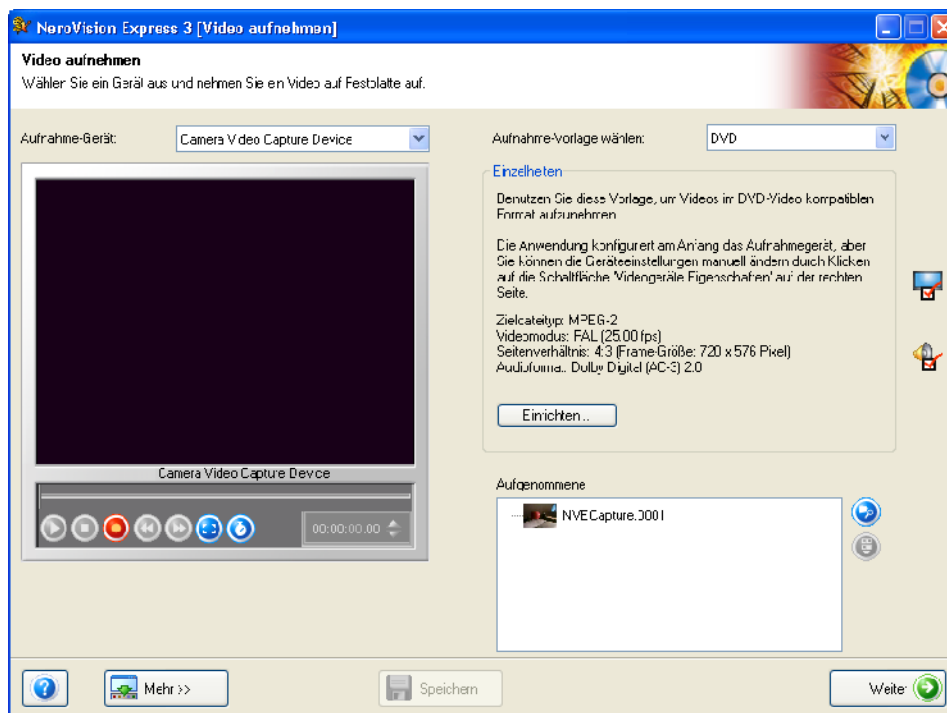 NeroVision Express 3 [Video aufnehmen]
Video aufnehmen
Wähler Sie ein Gerät aus und nehmen Sie en Video auf Festplatte auf.
Aufnahme-Gerät:
Camera Video Capture Device
Aufnahme-Vorlage wählen:
DVD
Einzelheten
Benutzen Sie diese Vorlage, um Videos im DVD-Video kompatiblen
Format aufzunehmen
Die Anwendung konfigurert am Anfang das Aufnahmegerät, aber
Sie können die Geräteeinstellungen manuell ändern durch Klicken
auf die Schaltfläche 'Videogeräte Eigenschaften' auf der rechten
Seite.
Zieldateityp: MPEG-2
Videomodus: PAL (25.00 fps)
Seitenverhältnis: 4:3 (Frame-Größe: 720 x 576 Pixel)
Audioformat: Dolby Digital (AC-3) 2.0
Einrichten...
Camera Video Capture Device
00:00:00.00
Aufgenommene
NVECapture.0001
Mehr >>
Speichern
Weiter